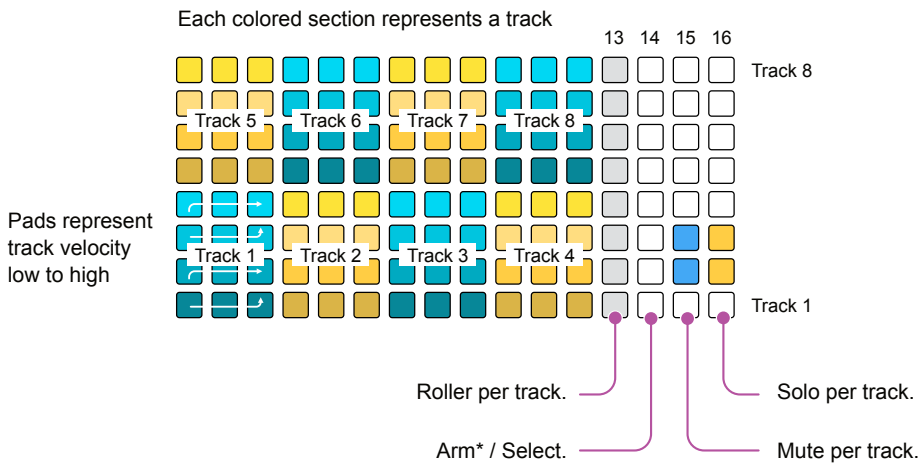 Each colored section represents a track
13 14 15 16
Track 8
Track 5 Track 6 Track 7 Track 8
Pads represent
track velocity
low to high
Track 1 Track 2 Track 3 Track 4
Track 1
Roller per track. Solo per track.
Arm* / Select. Mute per track.